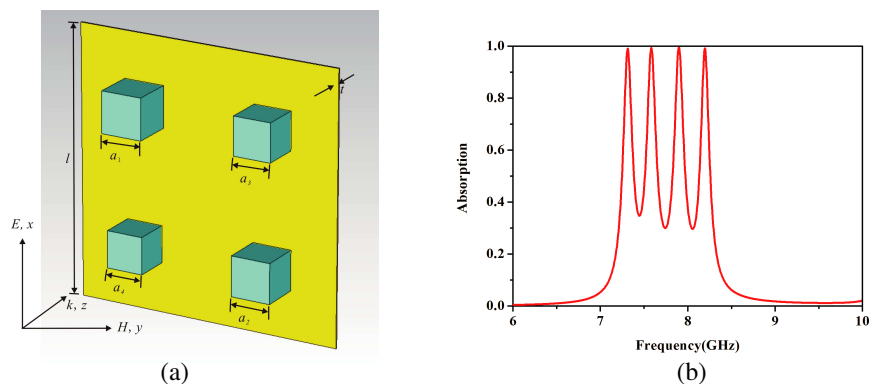 t
l
a₁
a₃
a₄
a₂
E, x
k, z
H, y
(a)
1.0
0.8
0.6
0.4
0.2
0.0
Absorption
6
7
8
9
10
Frequency(GHz)
(b)